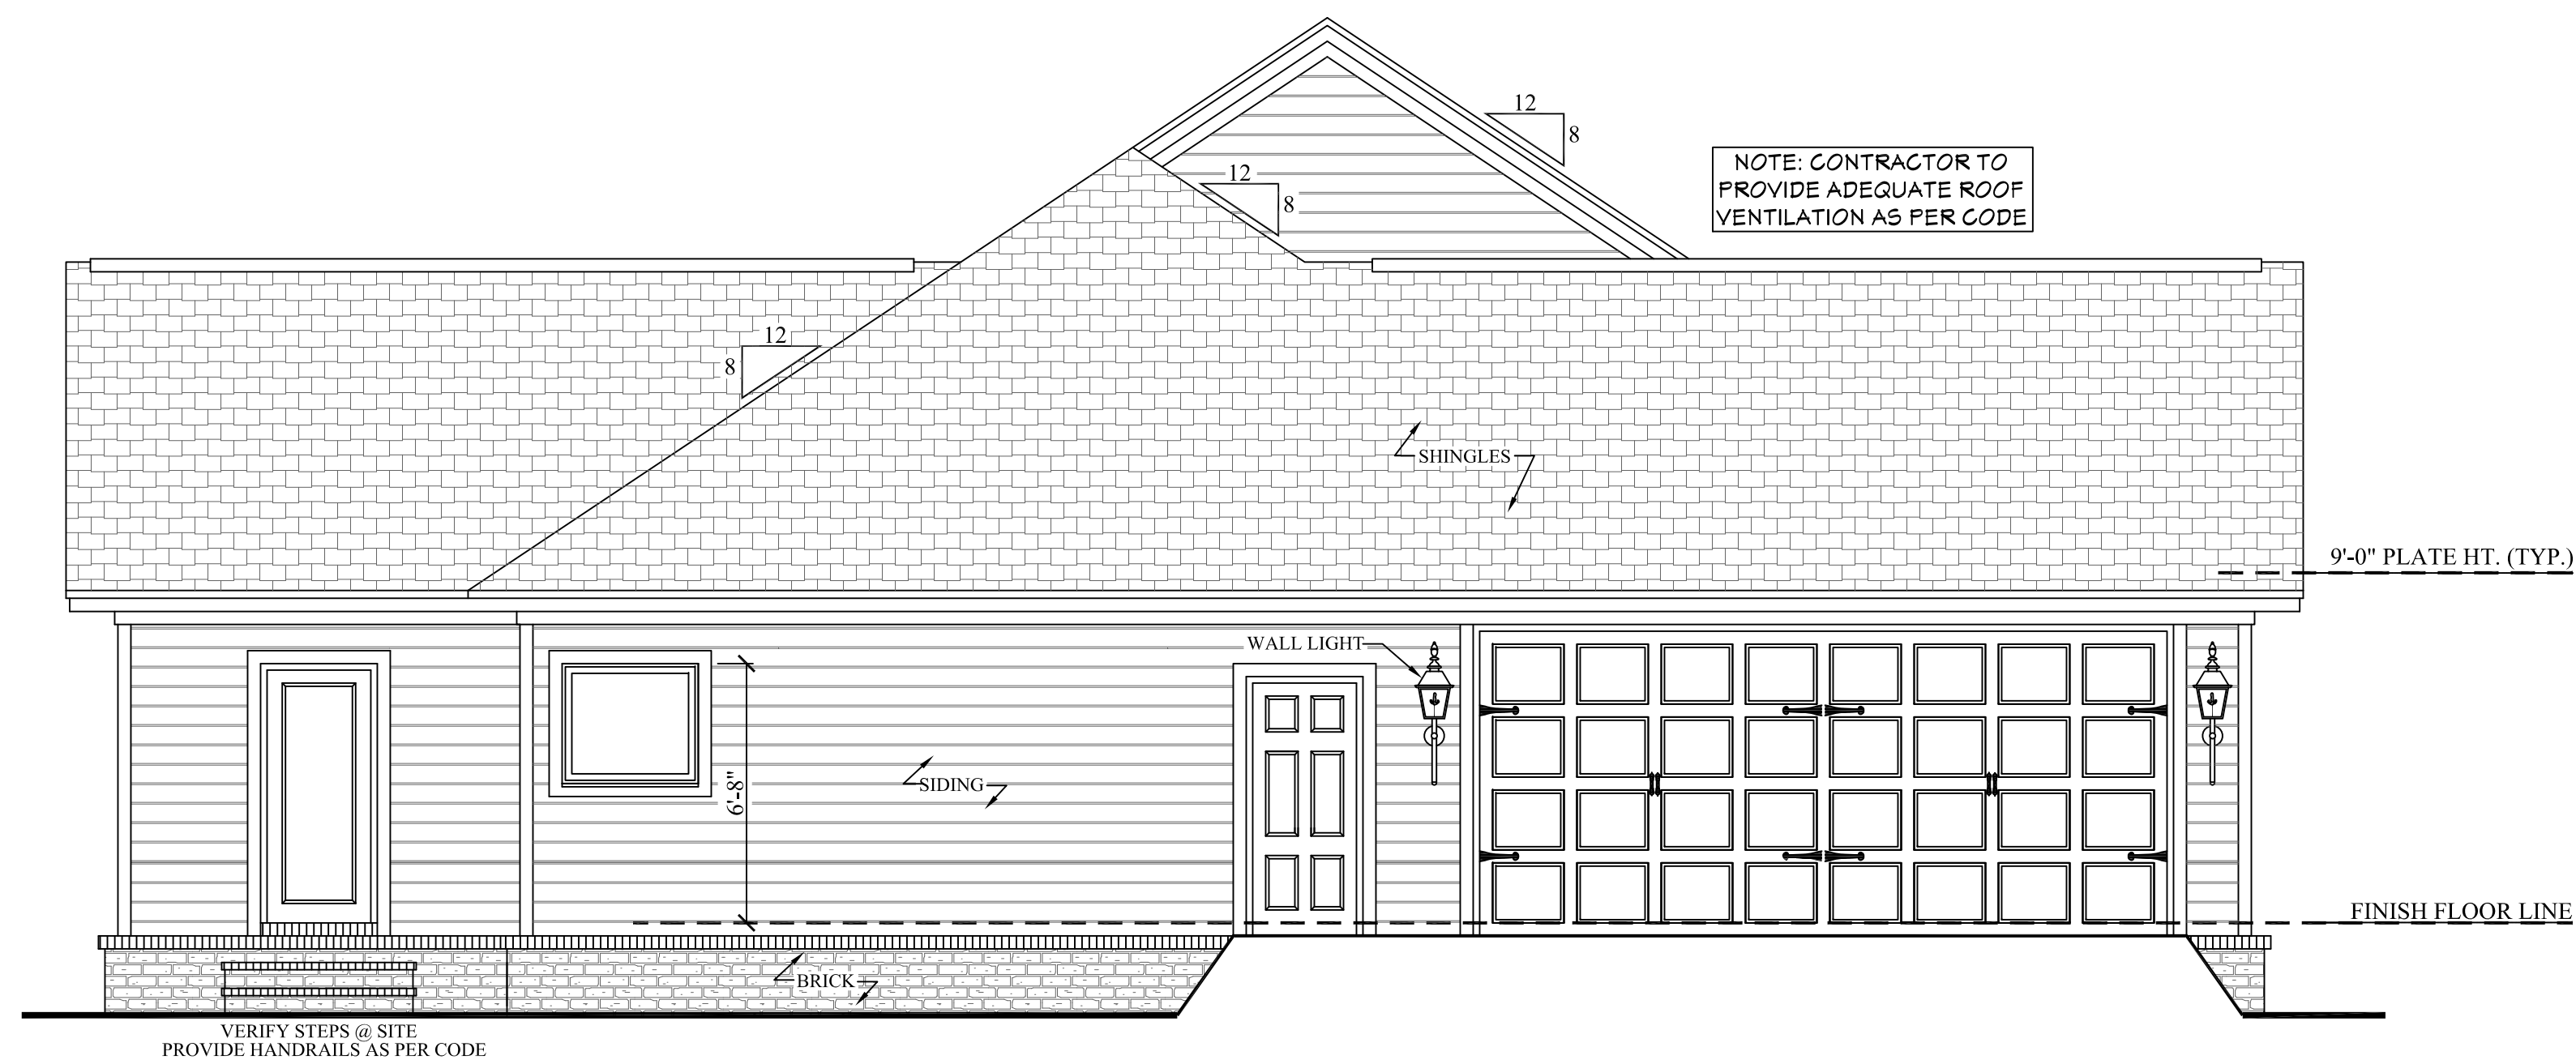 12
8
12
8
NOTE: CONTRACTOR TO
PROVIDE ADEQUATE ROOF
VENTILATION AS PER CODE
12
8
SHINGLES
9'-0" PLATE HT. (TYP.)
WALL LIGHT
6'-8"
SIDING
FINISH FLOOR LINE
BRICK
VERIFY STEPS @ SITE
PROVIDE HANDRAILS AS PER CODE